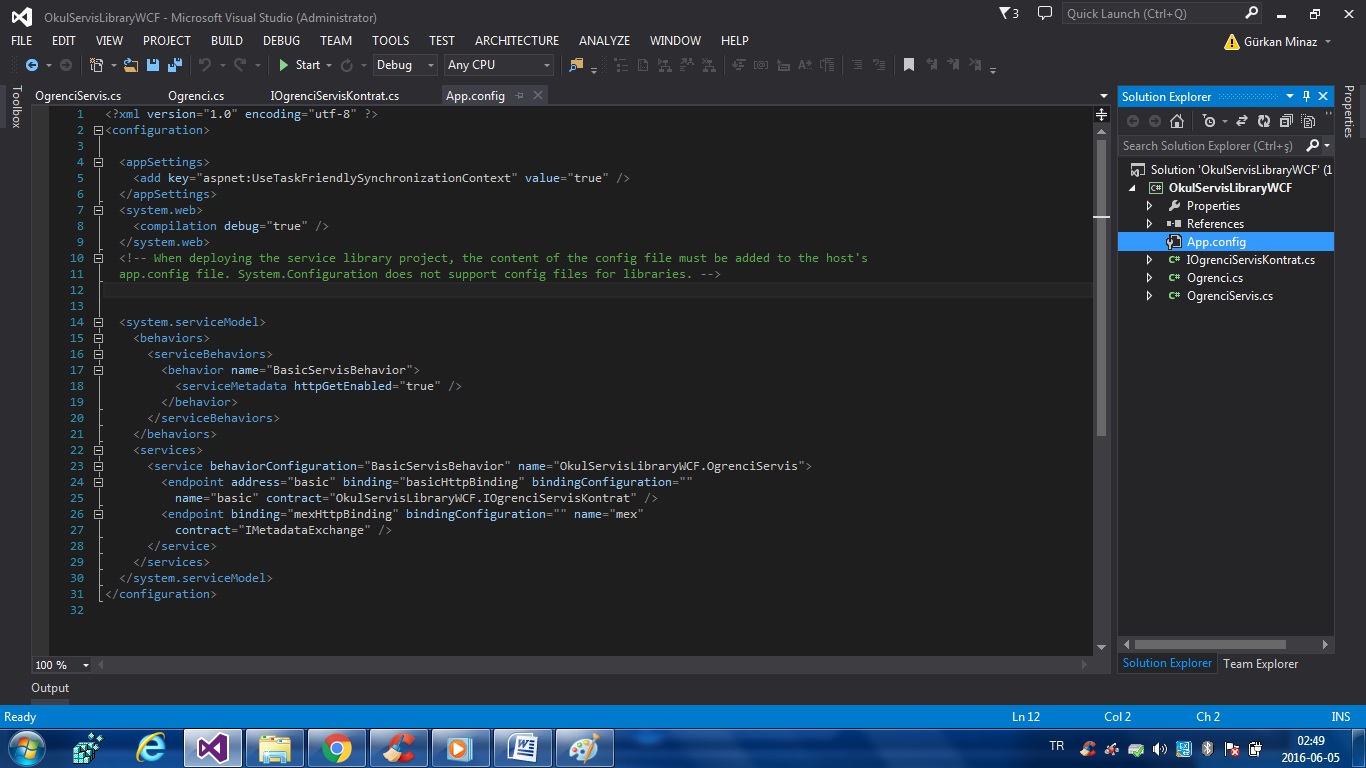 OkulServisLibraryWCF - Microsoft Visual Studio (Administrator)
3
Quick Launch (Ctrl+Q)
FILE EDIT VIEW PROJECT BUILD DEBUG TEAM TOOLS TEST ARCHITECTURE ANALYZE WINDOW HELP
Gürkan Minaz
Start Debug Any CPU
Toolbox
OgrenciServis.cs Ogrenci.cs IOgrenciServisKontrat.cs App.config
1 <?xml version="1.0" encoding="utf-8" ?>
2 <configuration>
3
4 <appSettings>
5 <add key="aspnet:UseTaskFriendlySynchronizationContext" value="true" />
6 </appSettings>
7 <system.web>
8 <compilation debug="true" />
9 </system.web>
10 <!-- When deploying the service library project, the content of the config file must be added to the host's
11 app.config file. System.Configuration does not support config files for libraries. -->
12
13
14 <system.serviceModel>
15 <behaviors>
16 <serviceBehaviors>
17 <behavior name="BasicServisBehavior">
18 <serviceMetadata httpGetEnabled="true" />
19 </behavior>
20 </serviceBehaviors>
21 </behaviors>
22 <services>
23 <service behaviorConfiguration="BasicServisBehavior" name="OkulServisLibraryWCF.OgrenciServis">
24 <endpoint address="basic" binding="basicHttpBinding" bindingConfiguration=""
25 name="basic" contract="OkulServisLibraryWCF.IOgrenciServisKontrat" />
26 <endpoint binding="mexHttpBinding" bindingConfiguration="" name="mex"
27 contract="IMetadataExchange" />
28 </service>
29 </services>
30 </system.serviceModel>
31 </configuration>
32
100 %
Solution Explorer
Search Solution Explorer (Ctrl+ş)
Solution 'OkulServisLibraryWCF' (1
C# OkulServisLibraryWCF
Properties
References
App.config
C# IOgrenciServisKontrat.cs
C# Ogrenci.cs
C# OgrenciServis.cs
Solution Explorer Team Explorer
Properties
Output
Ready Ln 12 Col 2 Ch 2 INS
TR
02:49
2016-06-05